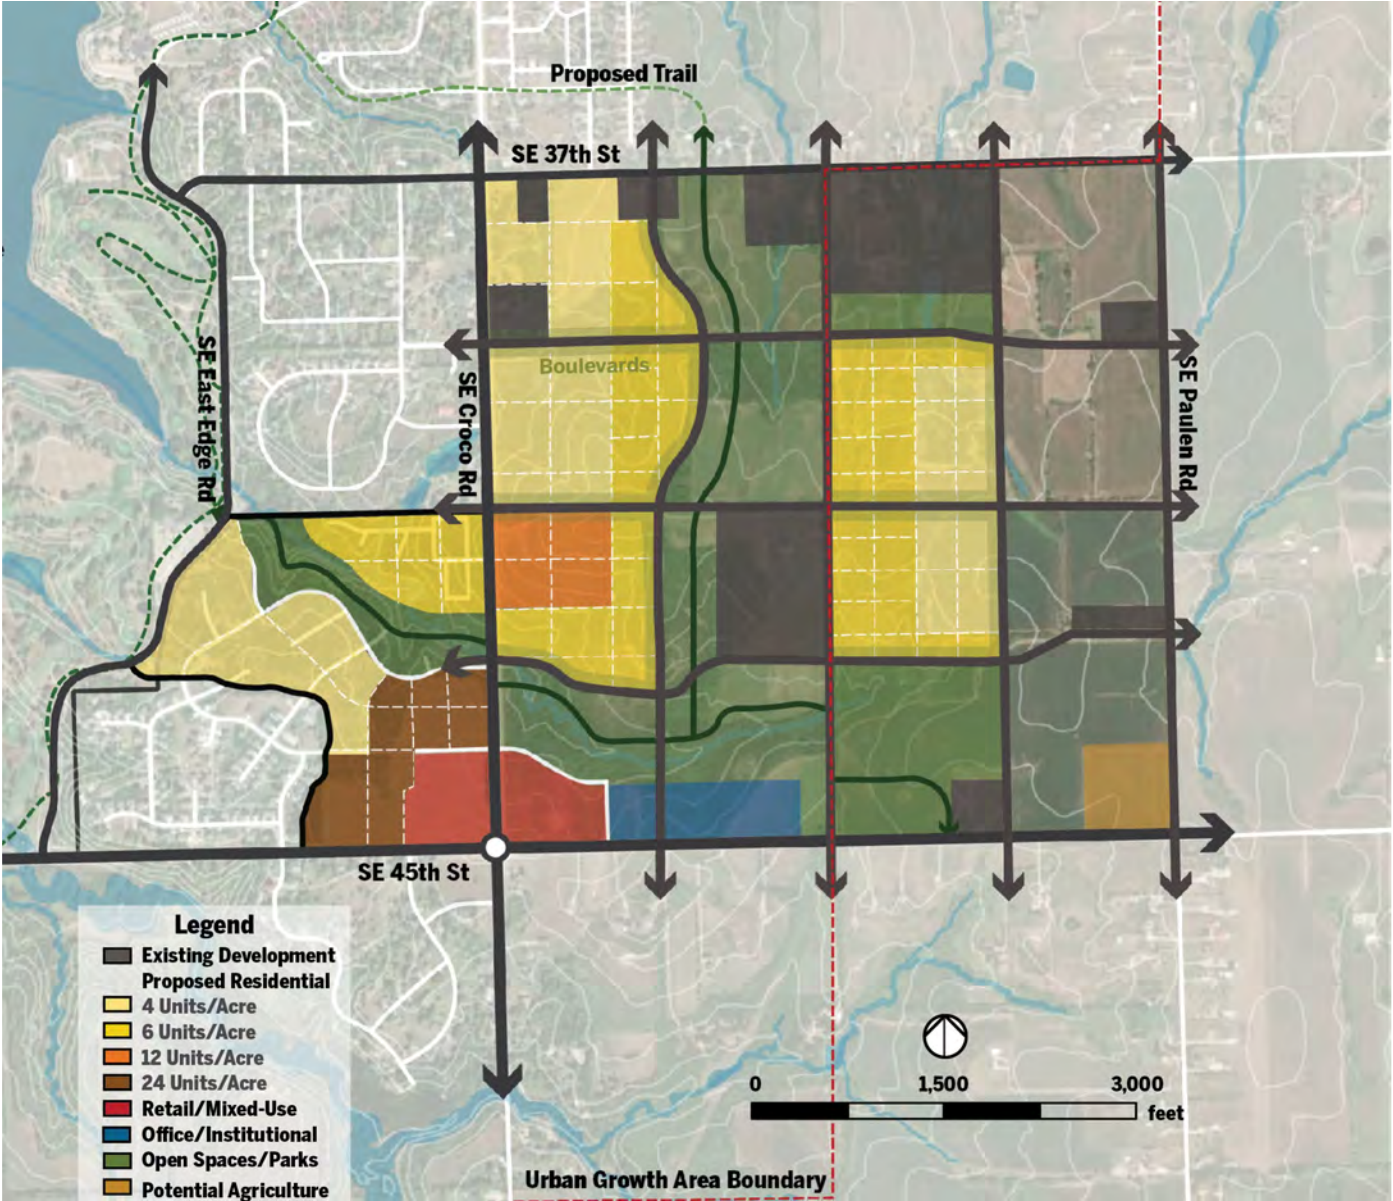 Proposed Trail
SE 37th St
Boulevards
SE East Edge Rd
SE Croco Rd
SE Paulen Rd
SE 45th St
Legend
Existing Development
Proposed Residential
4 Units/Acre
6 Units/Acre
12 Units/Acre
24 Units/Acre
Retail/Mixed-Use
Office/Institutional
Open Spaces/Parks
Potential Agriculture
0 1,500 3,000
feet
Urban Growth Area Boundary